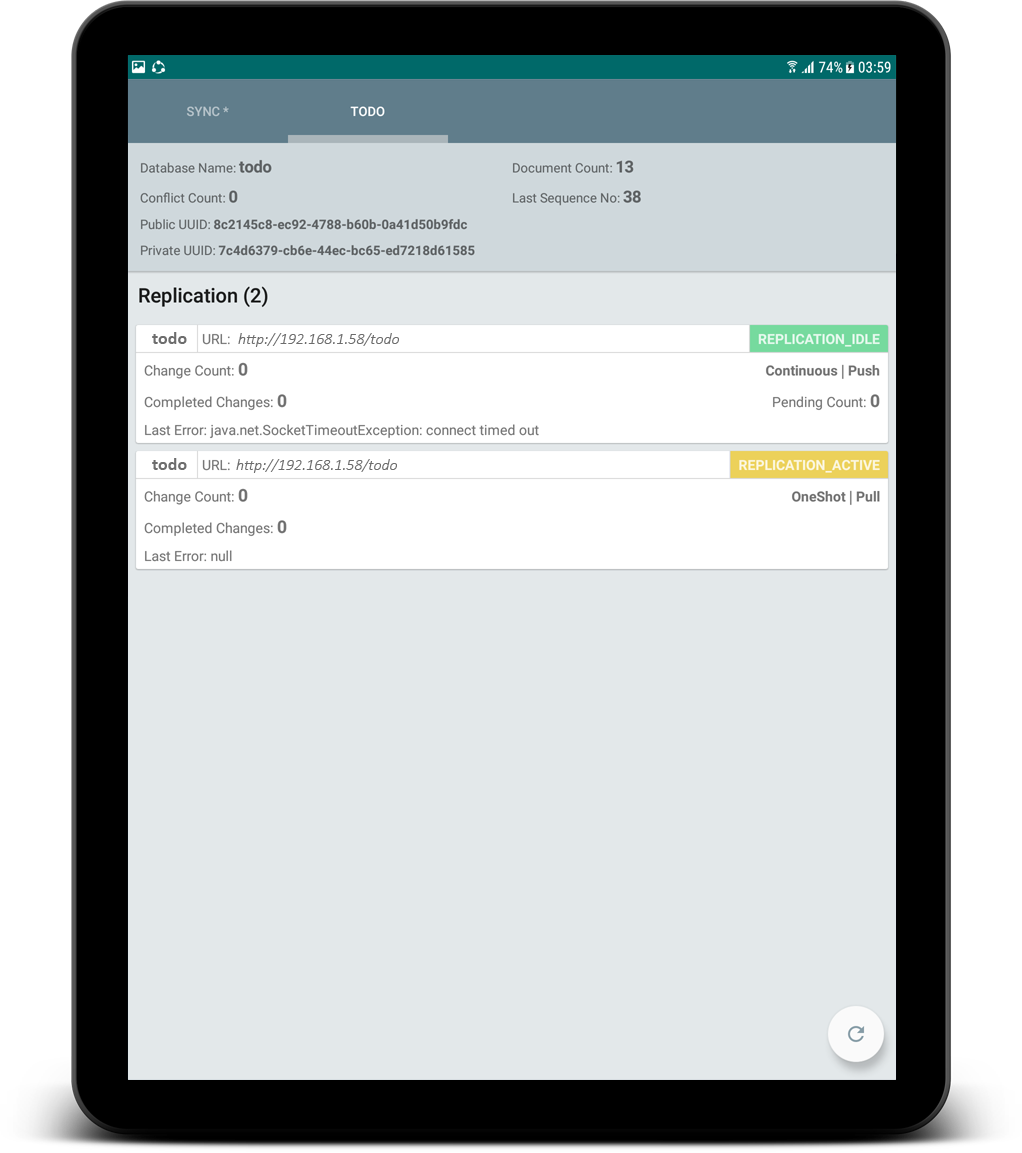 74% 03:59
SYNC * TODO
Database Name: todo Document Count: 13
Conflict Count: 0 Last Sequence No: 38
Public UUID: 8c2145c8-ec92-4788-b60b-0a41d50b9fdc
Private UUID: 7c4d6379-cb6e-44ec-bc65-ed7218d61585
Replication (2)
todo URL: http://192.168.1.58/todo REPLICATION_IDLE
Change Count: 0 Continuous | Push
Completed Changes: 0 Pending Count: 0
Last Error: java.net.SocketTimeoutException: connect timed out
todo URL: http://192.168.1.58/todo REPLICATION_ACTIVE
Change Count: 0 OneShot | Pull
Completed Changes: 0
Last Error: null